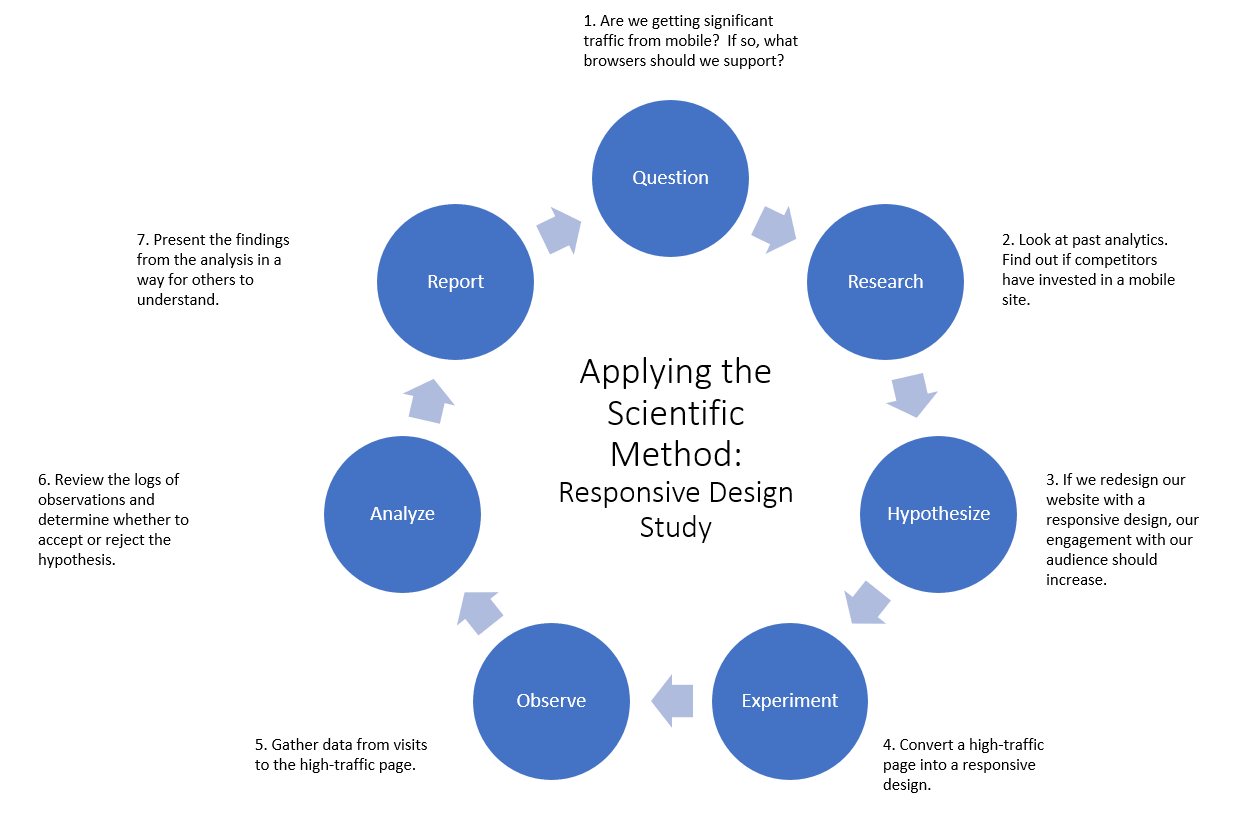 1. Are we getting significant
traffic from mobile?  If so, what
browsers should we support?
Question
Research
2. Look at past analytics.
Find out if competitors
have invested in a mobile
site.
Hypothesize
3. If we redesign our
website with a
responsive design, our
engagement with our
audience should
increase.
Experiment
4. Convert a high-traffic
page into a responsive
design.
Observe
5. Gather data from visits
to the high-traffic page.
Analyze
6. Review the logs of
observations and
determine whether to
accept or reject the
hypothesis.
Report
7. Present the findings
from the analysis in a
way for others to
understand.
Applying the
Scientific
Method:
Responsive Design
Study